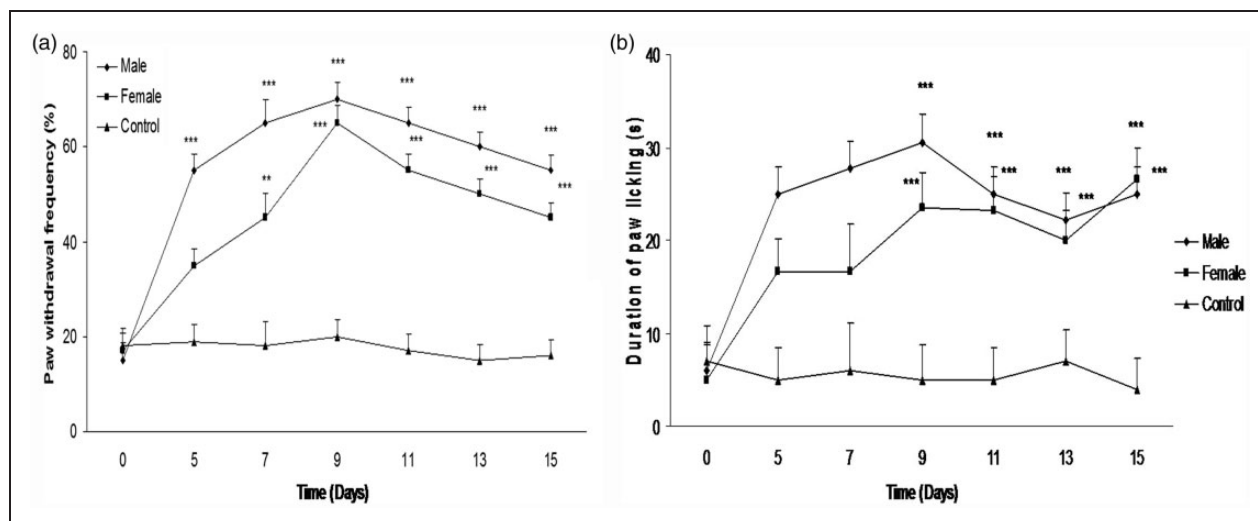 (a)
80
60
40
20
0
Paw withdrawal frequency (%)
Male
Female
Control
***
***
***
***
***
***
**
***
***
***
***
0 5 7 9 11 13 15
Time (Days)
(b)
40
30
20
10
0
Duration of paw licking (s)
***
***
***
***
***
***
***
***
Male
Female
Control
0 5 7 9 11 13 15
Time (Days)